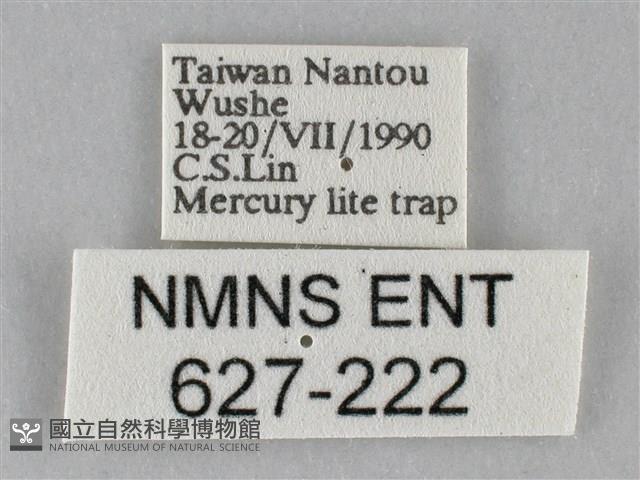 Taiwan Nantou
Wushe
18-20/VII/1990
C.S.Lin
Mercury lite trap
NMNS ENT
627-222
國立自然科學博物館
NATIONAL MUSEUM OF NATURAL SCIENCE